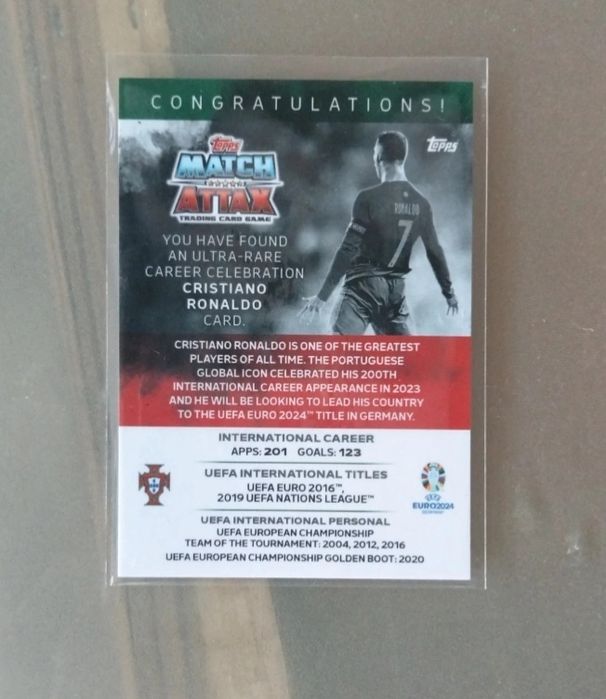 CONGRATULATIONS!
Topps
MATCH
ATTAX
TRADING CARD GAME
Topps
RONALDO
7
YOU HAVE FOUND
AN ULTRA-RARE
CAREER CELEBRATION
CRISTIANO
RONALDO
CARD.
CRISTIANO RONALDO IS ONE OF THE GREATEST
PLAYERS OF ALL TIME. THE PORTUGUESE
GLOBAL ICON CELEBRATED HIS 200TH
INTERNATIONAL CAREER APPEARANCE IN 2023
AND HE WILL BE LOOKING TO LEAD HIS COUNTRY
TO THE UEFA EURO 2024™ TITLE IN GERMANY.
INTERNATIONAL CAREER
APPS: 201 GOALS: 123
UEFA INTERNATIONAL TITLES
UEFA EURO 2016™,
2019 UEFA NATIONS LEAGUE™
UEFA
EURO2024
GERMANY
UEFA INTERNATIONAL PERSONAL
UEFA EUROPEAN CHAMPIONSHIP
TEAM OF THE TOURNAMENT: 2004, 2012, 2016
UEFA EUROPEAN CHAMPIONSHIP GOLDEN BOOT: 2020